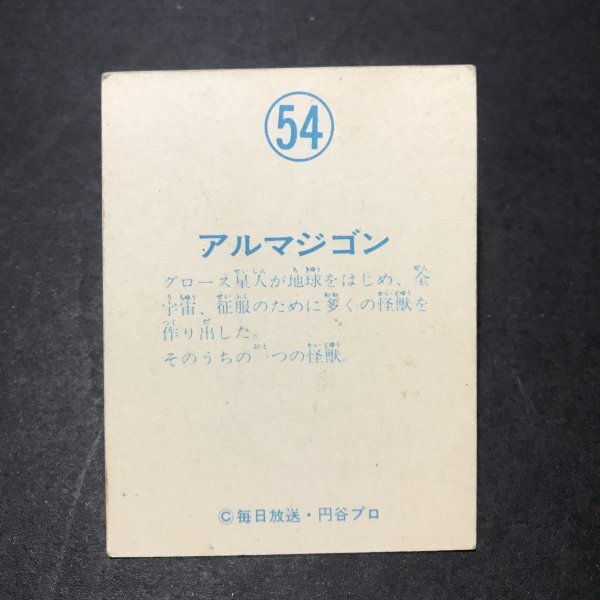 54
アルマジゴン
グロース星人が地球をはじめ、全
宇宙、征服のために多くの怪獣を
作り出した。
そのうちの一つの怪獣。
©毎日放送・円谷プロ